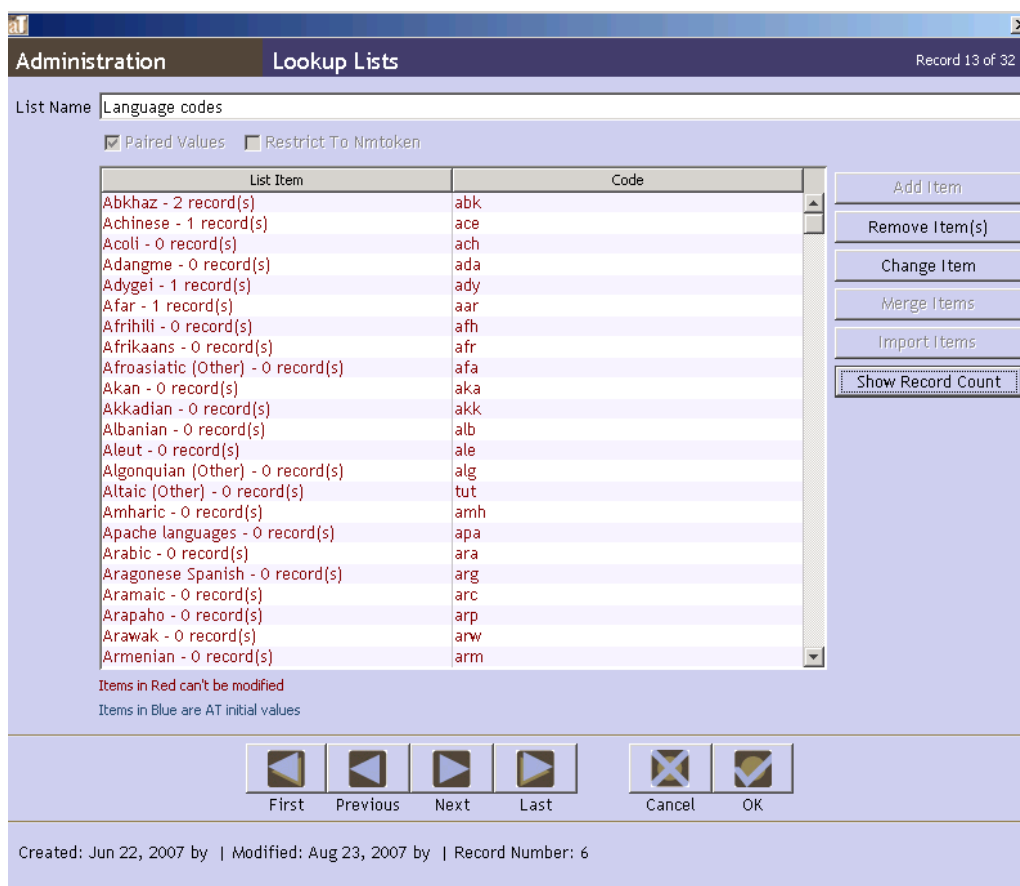 aT
Administration Lookup Lists Record 13 of 32
List Name Language codes
Paired Values Restrict To Nmtoken
List Item Code
Abkhaz - 2 record(s) abk
Achinese - 1 record(s) ace
Acoli - 0 record(s) ach
Adangme - 0 record(s) ada
Adygei - 1 record(s) ady
Afar - 1 record(s) aar
Afrihili - 0 record(s) afh
Afrikaans - 0 record(s) afr
Afroasiatic (Other) - 0 record(s) afa
Akan - 0 record(s) aka
Akkadian - 0 record(s) akk
Albanian - 0 record(s) alb
Aleut - 0 record(s) ale
Algonquian (Other) - 0 record(s) alg
Altaic (Other) - 0 record(s) tut
Amharic - 0 record(s) amh
Apache languages - 0 record(s) apa
Arabic - 0 record(s) ara
Aragonese Spanish - 0 record(s) arg
Aramaic - 0 record(s) arc
Arapaho - 0 record(s) arp
Arawak - 0 record(s) arw
Armenian - 0 record(s) arm
Add Item
Remove Item(s)
Change Item
Merge Items
Import Items
Show Record Count
Items in Red can't be modified
Items in Blue are AT initial values
First Previous Next Last Cancel OK
Created: Jun 22, 2007 by | Modified: Aug 23, 2007 by | Record Number: 6